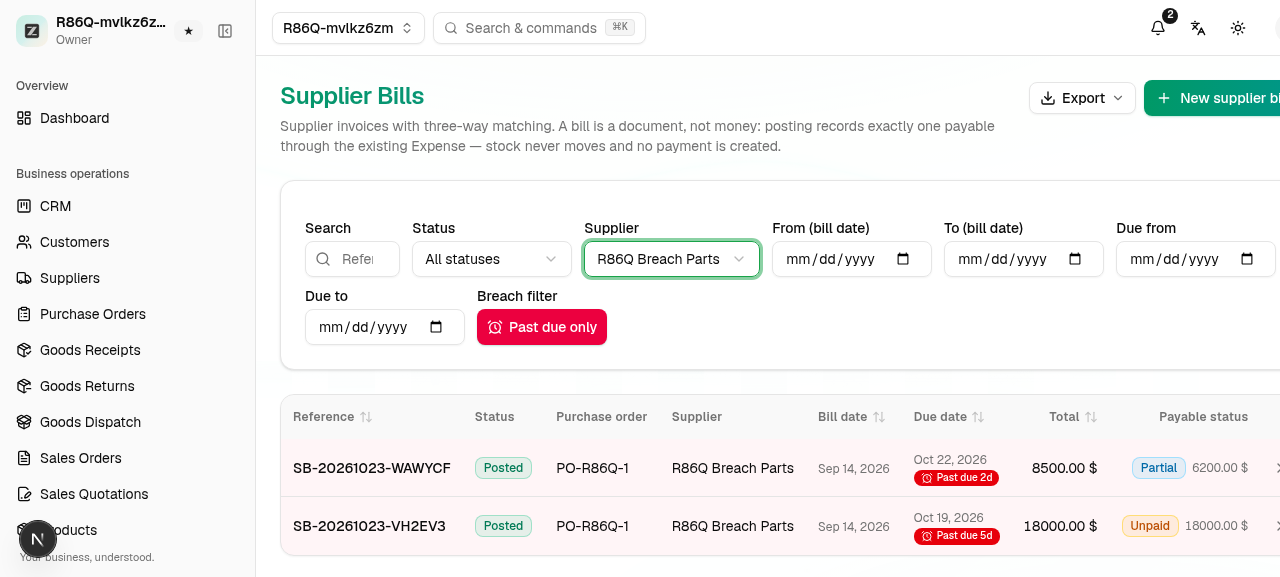 R86Q-mvlkz6z...
Owner
R86Q-mvlkz6zm
Search & commands
⌘K
2
Overview
Dashboard
Business operations
CRM
Customers
Suppliers
Purchase Orders
Goods Receipts
Goods Returns
Goods Dispatch
Sales Orders
Sales Quotations
N
Your business, understood.
Supplier Bills
Supplier invoices with three-way matching. A bill is a document, not money: posting records exactly one payable
through the existing Expense — stock never moves and no payment is created.
Export
New supplier
Search
Status
Supplier
From (bill date)
To (bill date)
Due from
All statuses
R86Q Breach Parts
mm/dd/yyyy
mm/dd/yyyy
mm/dd/yyyy
Due to
Breach filter
mm/dd/yyyy
Past due only
Reference Status Purchase order Supplier Bill date Due date Total Payable status
SB-20261023-WAWYCF Posted PO-R86Q-1 R86Q Breach Parts Sep 14, 2026 Oct 22, 2026 8500.00 $ Partial 6200.00 $
Past due 2d
SB-20261023-VH2EV3 Posted PO-R86Q-1 R86Q Breach Parts Sep 14, 2026 Oct 19, 2026 18000.00 $ Unpaid 18000.00 $
Past due 5d